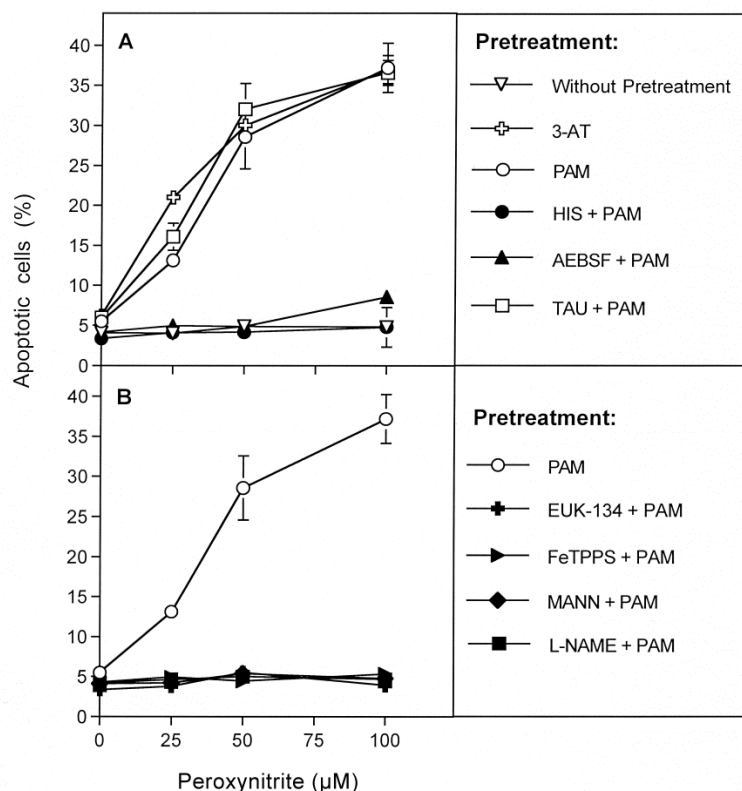 A
40
35
30
25
20
15
10
5
0
Pretreatment:
Without Pretreatment
3-AT
PAM
HIS + PAM
AEBSF + PAM
TAU + PAM
Apoptotic cells (%)
B
40
35
30
25
20
15
10
5
0
Pretreatment:
PAM
EUK-134 + PAM
FeTPPS + PAM
MANN + PAM
L-NAME + PAM
0 25 50 75 100
Peroxynitrite (µM)